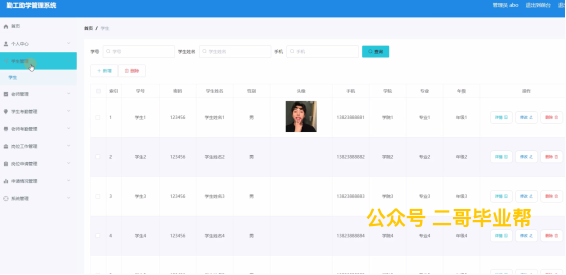 勤工助学管理系统
管理员 abo 退出到前台
首页 / 学生
首页
个人中心
学生管理
学生
学号 学号 学生姓名 学生姓名 手机 手机 查询
新增 删除
索引 学号 密码 学生姓名 性别 头像 手机 学院 专业 年级 操作
1 学生1 123456 学生姓名1 男 13823888881 学院1 专业1 年级1 详情 修改 删除
2 学生2 123456 学生姓名2 男 13823888882 学院2 专业2 年级2 详情 修改 删除
3 学生3 123456 学生姓名3 男 13823888883 学院3 专业3 年级3 详情 修改 删除
4 学生4 123456 学生姓名4 男 13823888884 学院4 专业4 年级4 详情 修改 删除
老师管理
学生考勤管理
老师考勤管理
岗位工作管理
岗位申请管理
申请情况管理
系统管理
公众号 二哥毕业帮